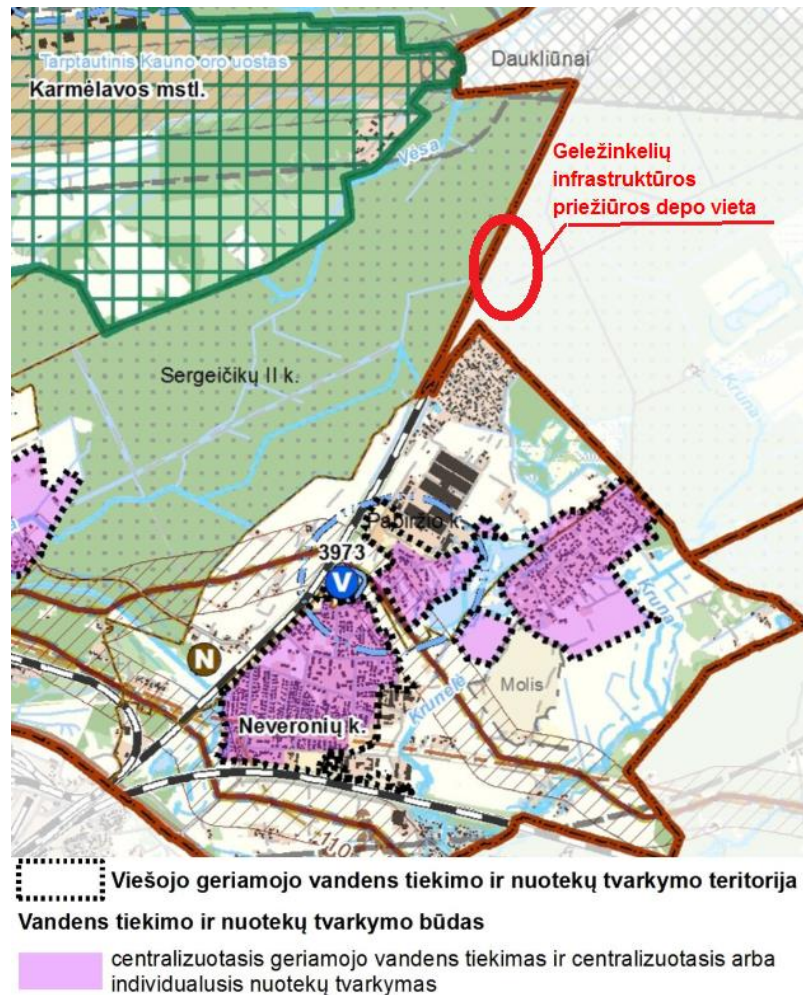 Daukliūnai
Tarptautinis Kauno oro uostas
Karmėlavos mstl.
Vėsa
Geležinkelių
infrastruktūros
priežiūros depo vieta
Sergeičikų II k.
Kruna
Pabiržio k.
3973
V
N
Kruna
Molis
Krunelė
Neveronių k.
110
Viešojo geriamojo vandens tiekimo ir nuotekų tvarkymo teritorija
Vandens tiekimo ir nuotekų tvarkymo būdas
centralizuotasis geriamojo vandens tiekimas ir centralizuotasis arba
individualusis nuotekų tvarkymas